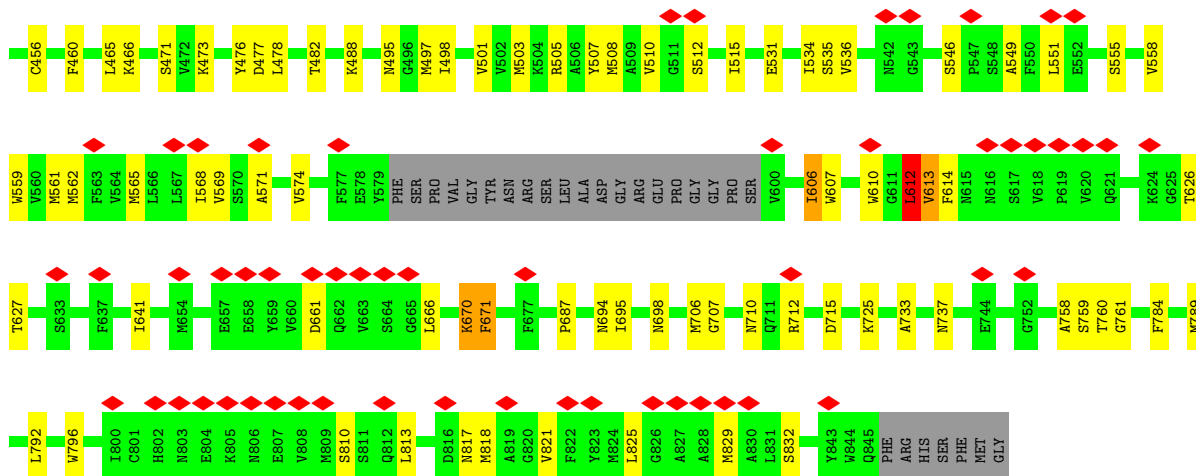 C456 F460 L465 K466 S471 V472 K473 Y476 D477 L478 T482 K488 N495 G496 M497 I498 V501 V502 M503 K504 R505 A506 Y507 M508 A509 V510 G511 S512 I515 E531 I534 S535 V536 N542 G543 S546 P547 S548 A549 F550 L551 E552 S555 V558
W559 V560 M561 M562 F563 V564 M565 L566 L567 I568 V569 S570 A571 V574 F577 E578 Y579 PHE SER PRO VAL GLY TYR ASN ARG SER LEU ALA ASP GLY ARG GLU PRO GLY GLY PRO SER V600 I606 W607 W610 G611 L612 V613 F614 N615 N616 S617 V618 P619 V620 Q621 K624 G625 T626
T627 S633 F637 I641 M654 E657 E658 Y659 V660 D661 Q662 V663 S664 G665 L666 K670 F671 F677 P687 N694 I695 N698 M706 G707 N710 Q711 R712 D715 K725 A733 N737 E744 G752 A758 S759 T760 G761 F784
L792 W796 I800 C801 H802 N803 E804 K805 N806 E807 V808 M809 S810 S811 Q812 L813 D816 N817 M818 A819 G820 V821 F822 Y823 M824 L825 G826 A827 A828 M829 A830 L831 S832 Y843 W844 Q845 PHE ARG HIS SER PHE MET GLY